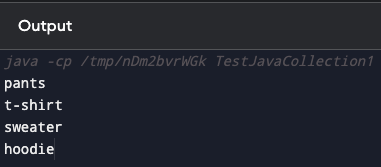 Output
java -cp /tmp/nDm2bvrWGk TestJavaCollection1
pants
t-shirt
sweater
hoodie